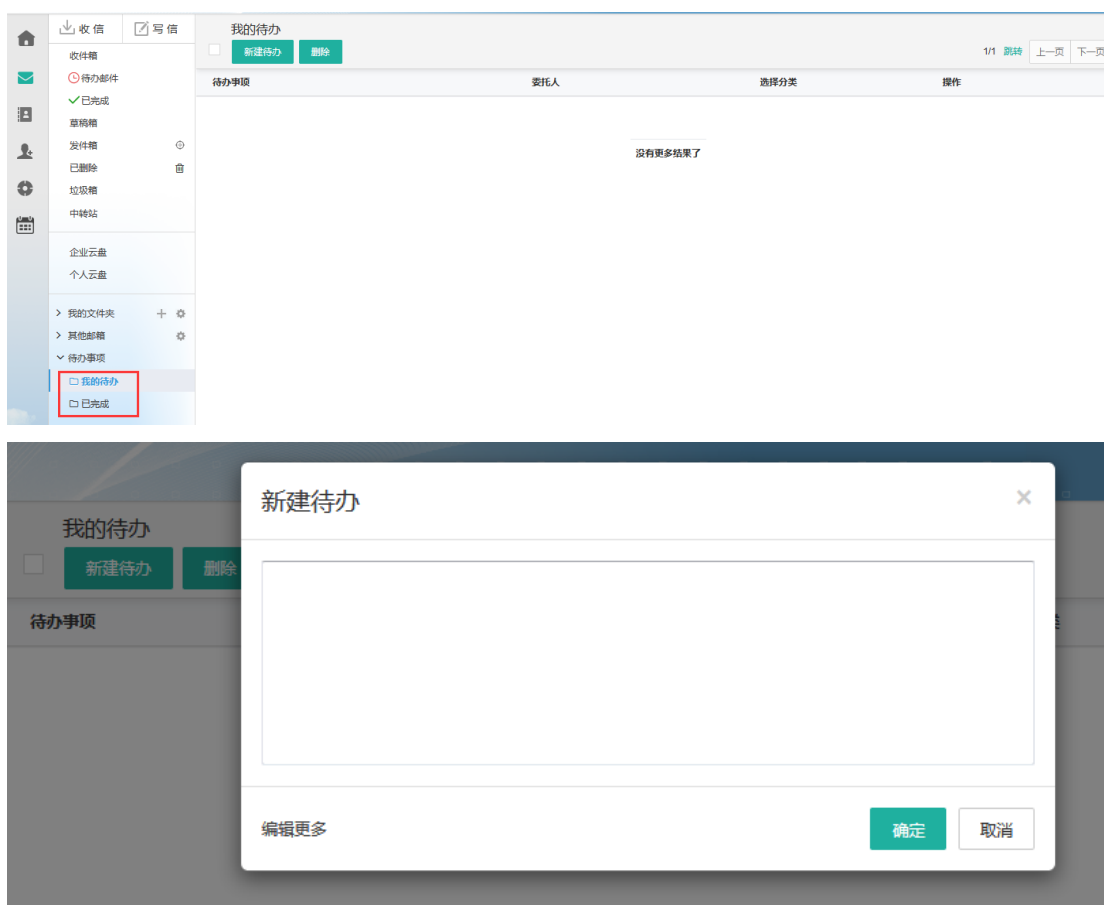 收信 写信
收件箱
待办邮件
已完成
草稿箱
发件箱
已删除
垃圾箱
中转站
企业云盘
个人云盘
我的文件夹
其他邮箱
待办事项
我的待办
已完成
我的待办
新建待办 删除
1/1 跳转 上一页 下一页
待办事项 委托人 选择分类 操作
没有更多结果了
我的待办
新建待办 删除
待办事项
新建待办 ×
编辑更多
确定 取消